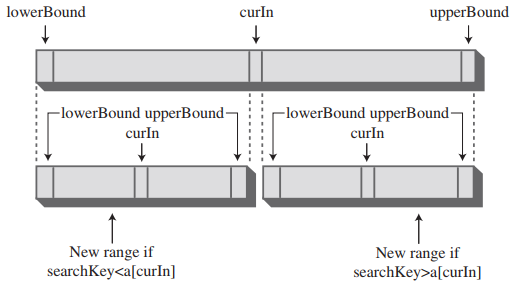 lowerBound curIn upperBound
lowerBound upperBound lowerBound upperBound
curIn curIn
New range if New range if
searchKey<a[curIn] searchKey>a[curIn]